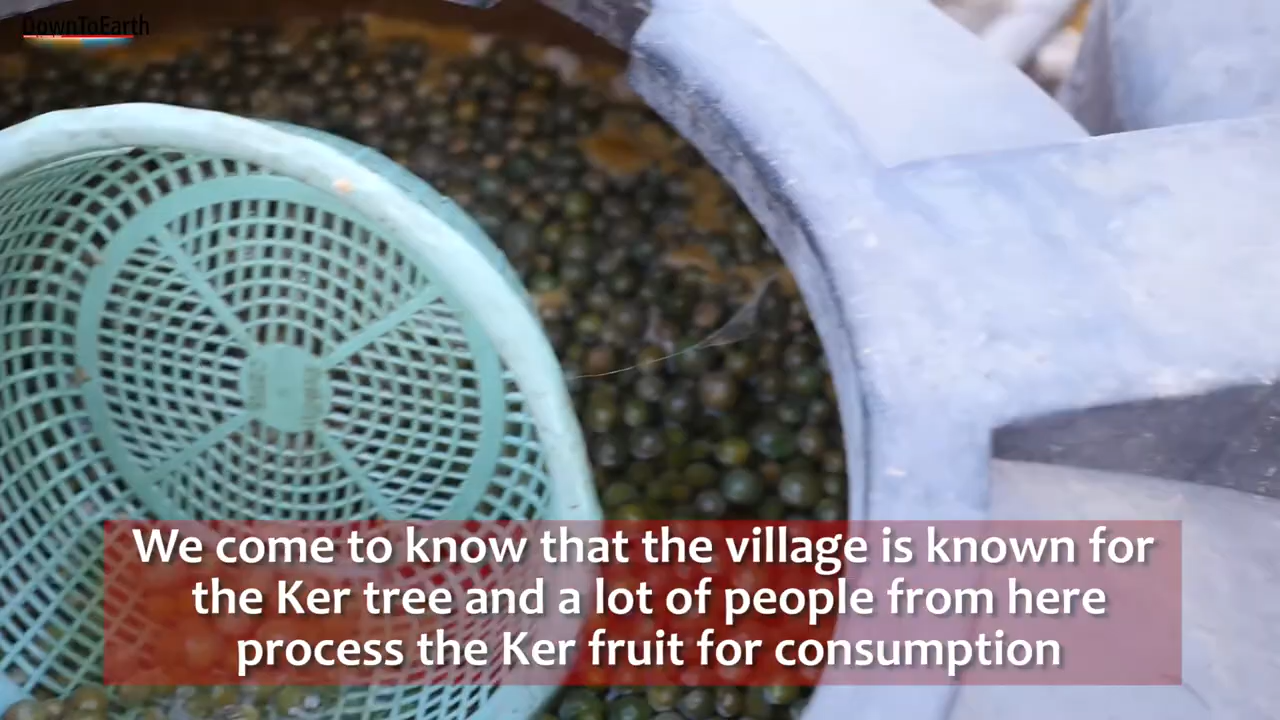 DownToEarth
We come to know that the village is known for
the Ker tree and a lot of people from here
process the Ker fruit for consumption